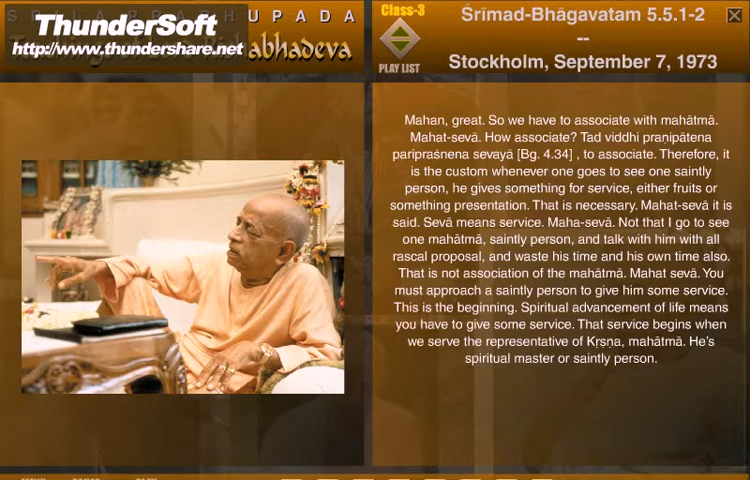 UPADA
ThunderSoft
http://www.thundershare.net
abhadeva
Class-3
PLAY LIST
Śrīmad-Bhāgavatam 5.5.1-2
--
Stockholm, September 7, 1973
Mahan, great. So we have to associate with mahātmā.
Mahat-sevā. How associate? Tad viddhi praṇipātena
paripraśnena sevayā [Bg. 4.34] , to associate. Therefore, it
is the custom whenever one goes to see one saintly
person, he gives something for service, either fruits or
something presentation. That is necessary. Mahat-sevā it is
said. Sevā means service. Maha-sevā. Not that I go to see
one mahātmā, saintly person, and talk with him with all
rascal proposal, and waste his time and his own time also.
That is not association of the mahātmā. Mahat sevā. You
must approach a saintly person to give him some service.
This is the beginning. Spiritual advancement of life means
you have to give some service. That service begins when
we serve the representative of Kṛṣṇa, mahātmā. He's
spiritual master or saintly person.